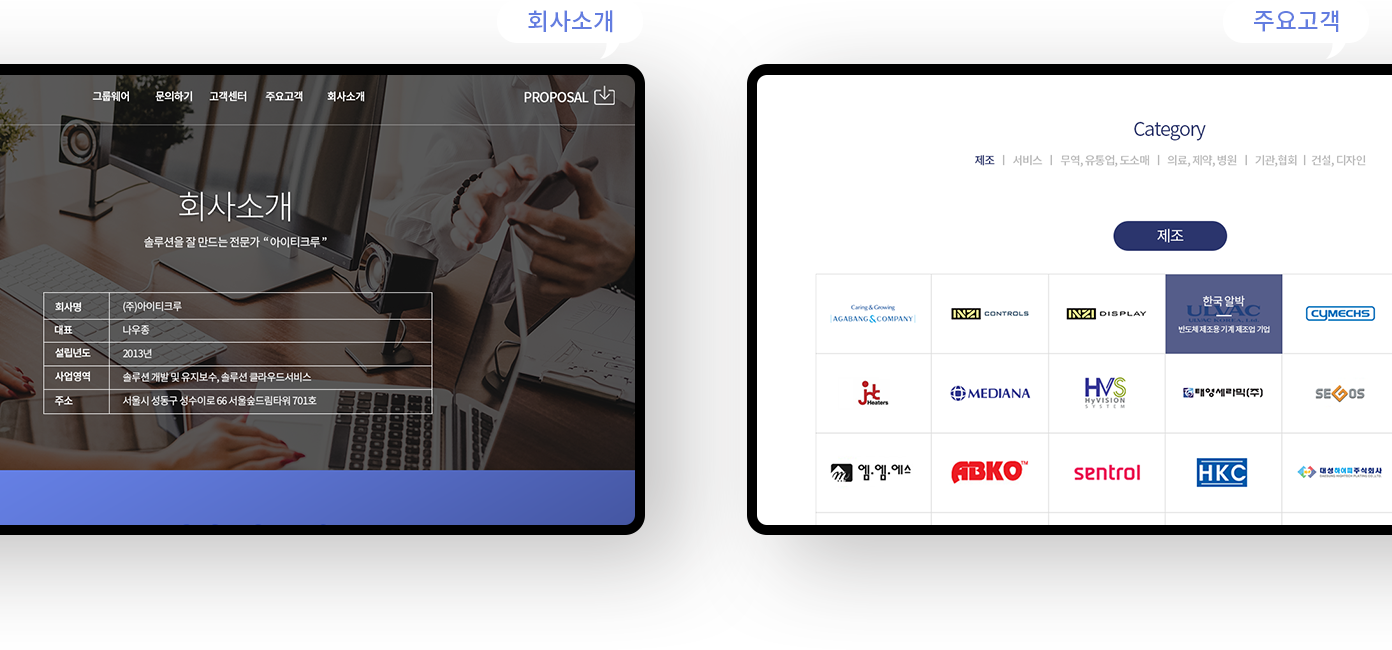 회사소개
그룹웨어 문의하기 고객센터 주요고객 회사소개 PROPOSAL
회사소개
솔루션을 잘 만드는 전문가 “ 아이티크루 ”
회사명 (주)아이티크루
대표 나우종
설립년도 2013년
사업영역 솔루션 개발 및 유지보수, 솔루션 클라우드서비스
주소 서울시 성동구 성수이로 66 서울숲드림타워 701호
주요고객
Category
제조 | 서비스 | 무역, 유통업, 도소매 | 의료, 제약, 병원 | 기관,협회 | 건설, 디자인
제조
Caring & Growing
AGABANG&COMPANY
INZI CONTROLS
INZI DISPLAY
한국 알박
ULVAC
ULVAC KOREA, Ltd
반도체 제조용 기계 제조업 기업
CYMECHS
jt
Heaters
MEDIANA
HVS
HyVISION
SYSTEM
태양세라믹(주)
SEGOS
엠.엠.에스
ABKO™
sentrol
HKC
대성하이텍주식회사